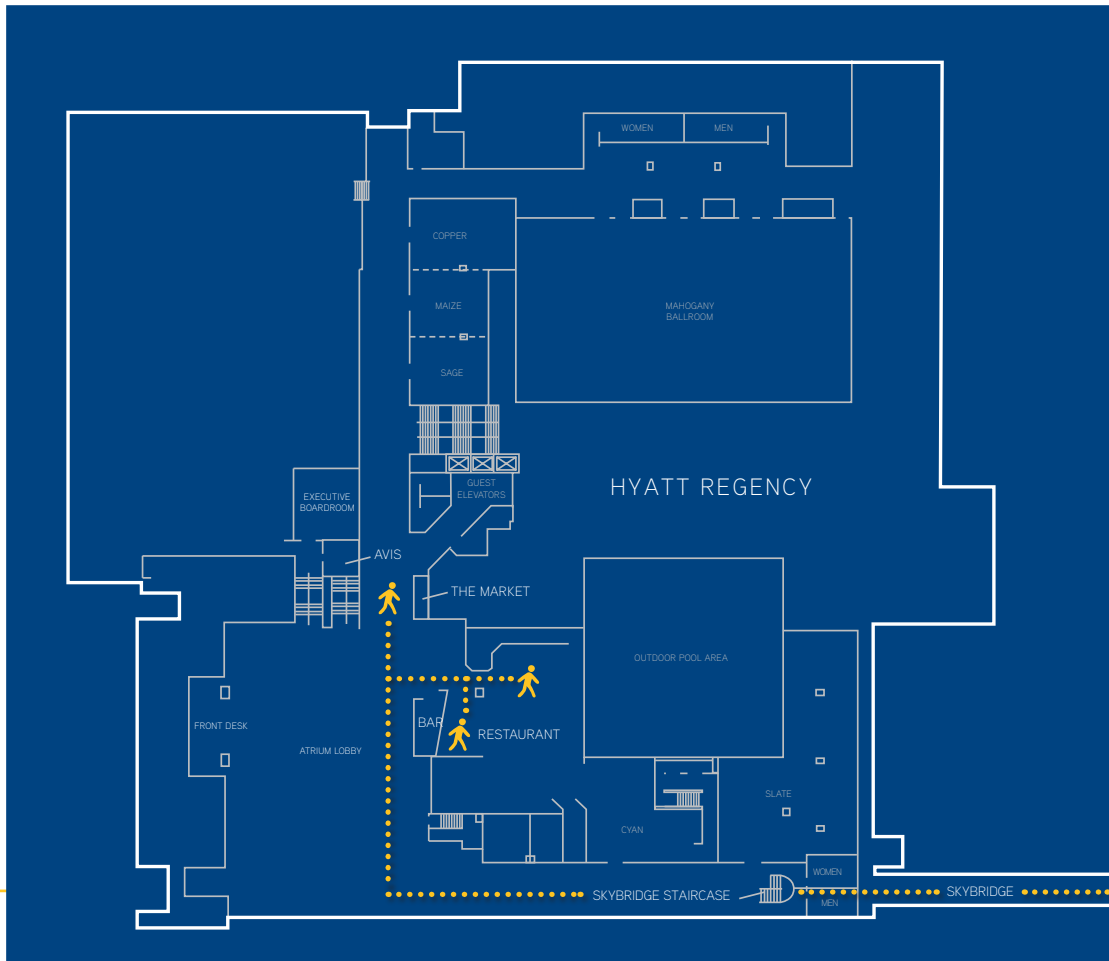 WOMEN
MEN
COPPER
MAIZE
MAHOGANY
BALLROOM
SAGE
GUEST
ELEVATORS
HYATT REGENCY
EXECUTIVE
BOARDROOM
AVIS
THE MARKET
OUTDOOR POOL AREA
FRONT DESK
BAR
RESTAURANT
ATRIUM LOBBY
SLATE
CYAN
WOMEN
SKYBRIDGE STAIRCASE
SKYBRIDGE
MEN